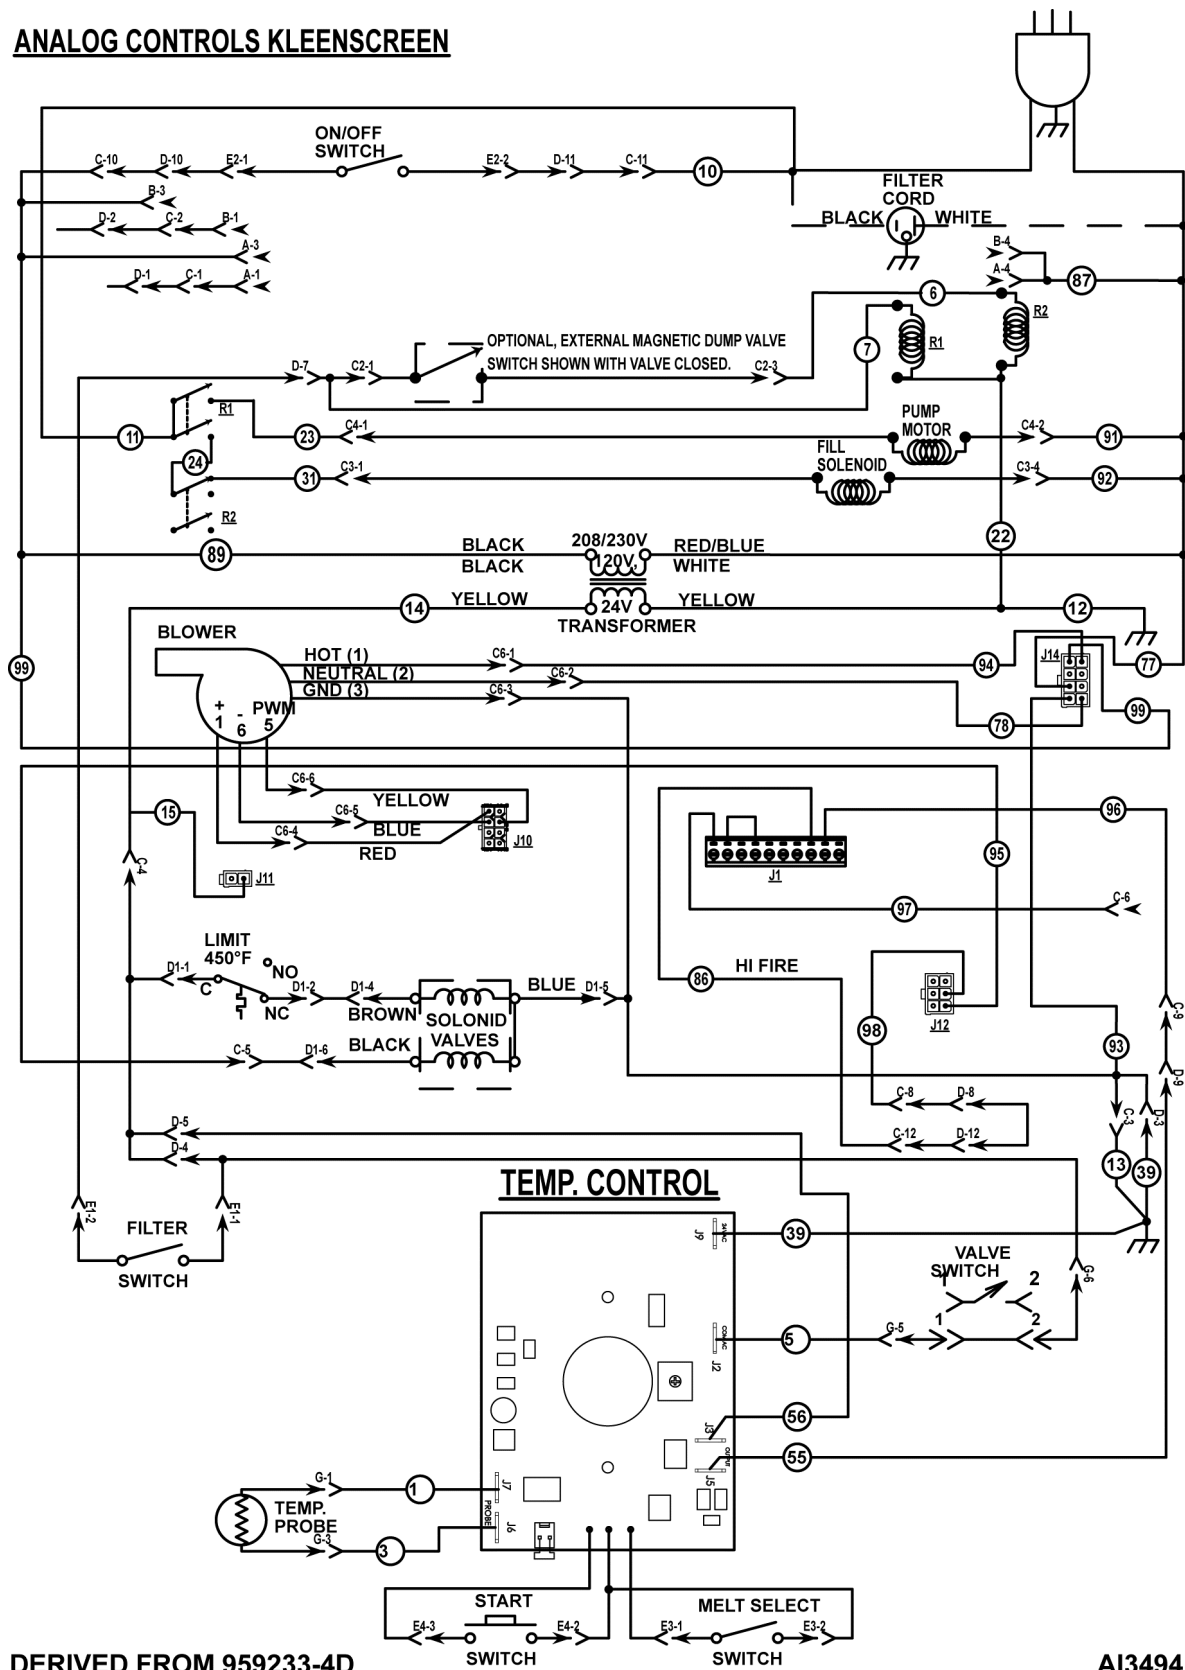 ANALOG CONTROLS KLEENSCREEN
ON/OFF
SWITCH
C-10 D-10 E2-1 E2-2 D-11 C-11 10
FILTER
CORD
BLACK WHITE
B-3
D-2 C-2 B-1
A-3
D-1 C-1 A-1
B-4
A-4
87
6
R2
7
R1
OPTIONAL, EXTERNAL MAGNETIC DUMP VALVE
SWITCH SHOWN WITH VALVE CLOSED.
D-7 C2-1 C2-3
R1
PUMP
MOTOR
11 23 C4-1 C4-2 91
FILL
SOLENOID
24
31 C3-1 C3-4 92
R2
22
208/230V
89 BLACK RED/BLUE
BLACK 120V, WHITE
14 YELLOW 24V YELLOW 12
TRANSFORMER
BLOWER
HOT (1) C6-1 94 J14 77
NEUTRAL (2) C6-2
GND (3) C6-3
99
+ - PWM
1 6 5
78 99
C6-6
YELLOW
C6-5
BLUE
C6-4
RED
J10
15
C-4
J11
96
95
J1
97 C-6
LIMIT
450°F
NO
D1-1 C
NC
D1-2 D1-4
BROWN
SOLONID
VALVES
BLUE D1-5
BLACK
C-5 D1-6
86 HI FIRE
J12
98
C-9
93
D-9
C-8 D-8
C-3 D-3
C-12 D-12
D-5
D-4
13 39
E1-2 E1-1
FILTER
SWITCH
TEMP. CONTROL
J9 24VAC 39
VALVE
SWITCH
1 2
G-6
COMAC
J2
5 G-5 1 2
J3 56
OUTPUT
J5 55
G-1 1 J7
TEMP.
PROBE
PROBE
G-3 3 J6
START
E4-3 E4-2
SWITCH
MELT SELECT
E3-1 E3-2
SWITCH
DERIVED FROM 959233-4D
AI3494